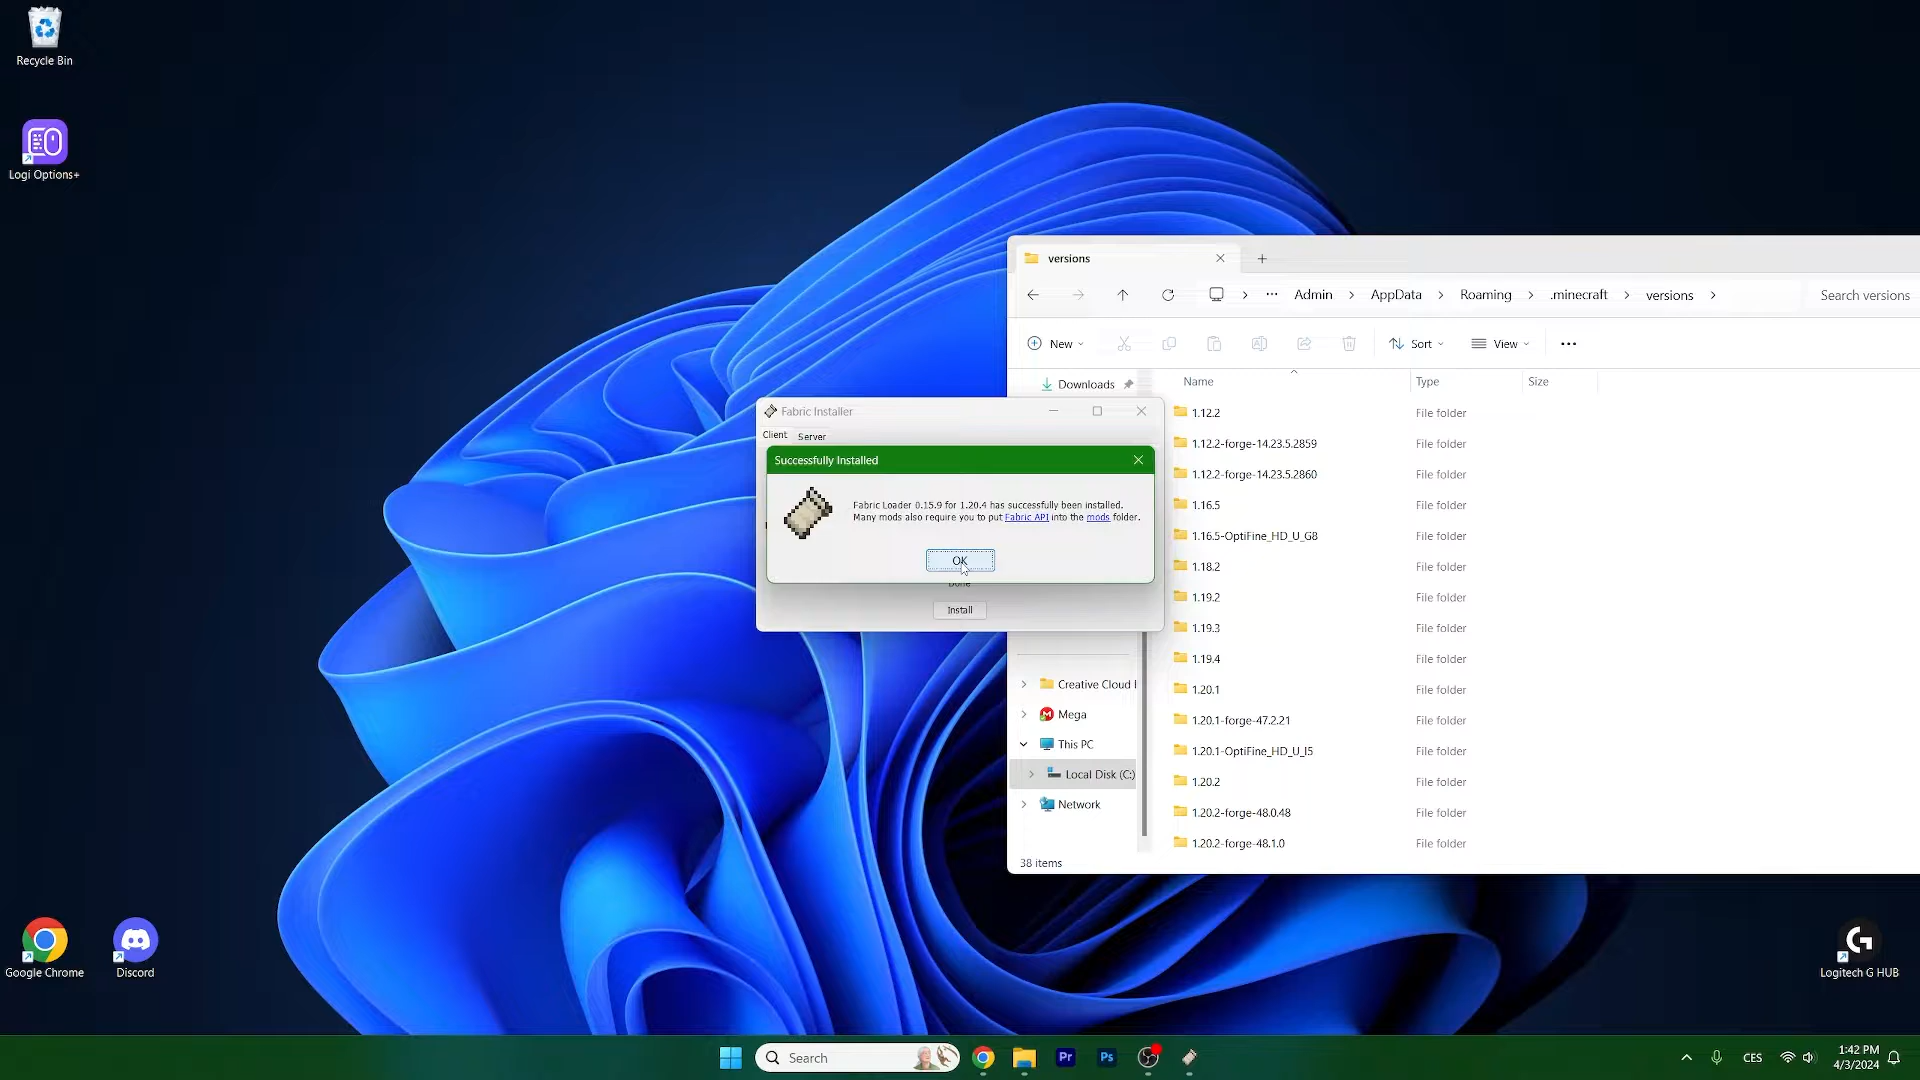 Recycle Bin
Logi Options+
Google Chrome
Discord
Logitech G HUB
versions
Admin
AppData
Roaming
.minecraft
versions
Search versions
New
Sort
View
Downloads
Name
Type
Size
1.12.2 File folder
1.12.2-forge-14.23.5.2859 File folder
1.12.2-forge-14.23.5.2860 File folder
1.16.5 File folder
1.16.5-OptiFine_HD_U_G8 File folder
1.18.2 File folder
1.19.2 File folder
1.19.3 File folder
1.19.4 File folder
1.20.1 File folder
1.20.1-forge-47.2.21 File folder
1.20.1-OptiFine_HD_U_I5 File folder
1.20.2 File folder
1.20.2-forge-48.0.48 File folder
1.20.2-forge-48.1.0 File folder
Creative Cloud
Mega
This PC
Local Disk (C:)
Network
38 items
Fabric Installer
Client
Server
Successfully Installed
Fabric Loader 0.15.9 for 1.20.4 has successfully been installed.
Many mods also require you to put Fabric API into the mods folder.
OK
Done
Install
Search
Pr
Ps
CES
1:42 PM
4/3/2024